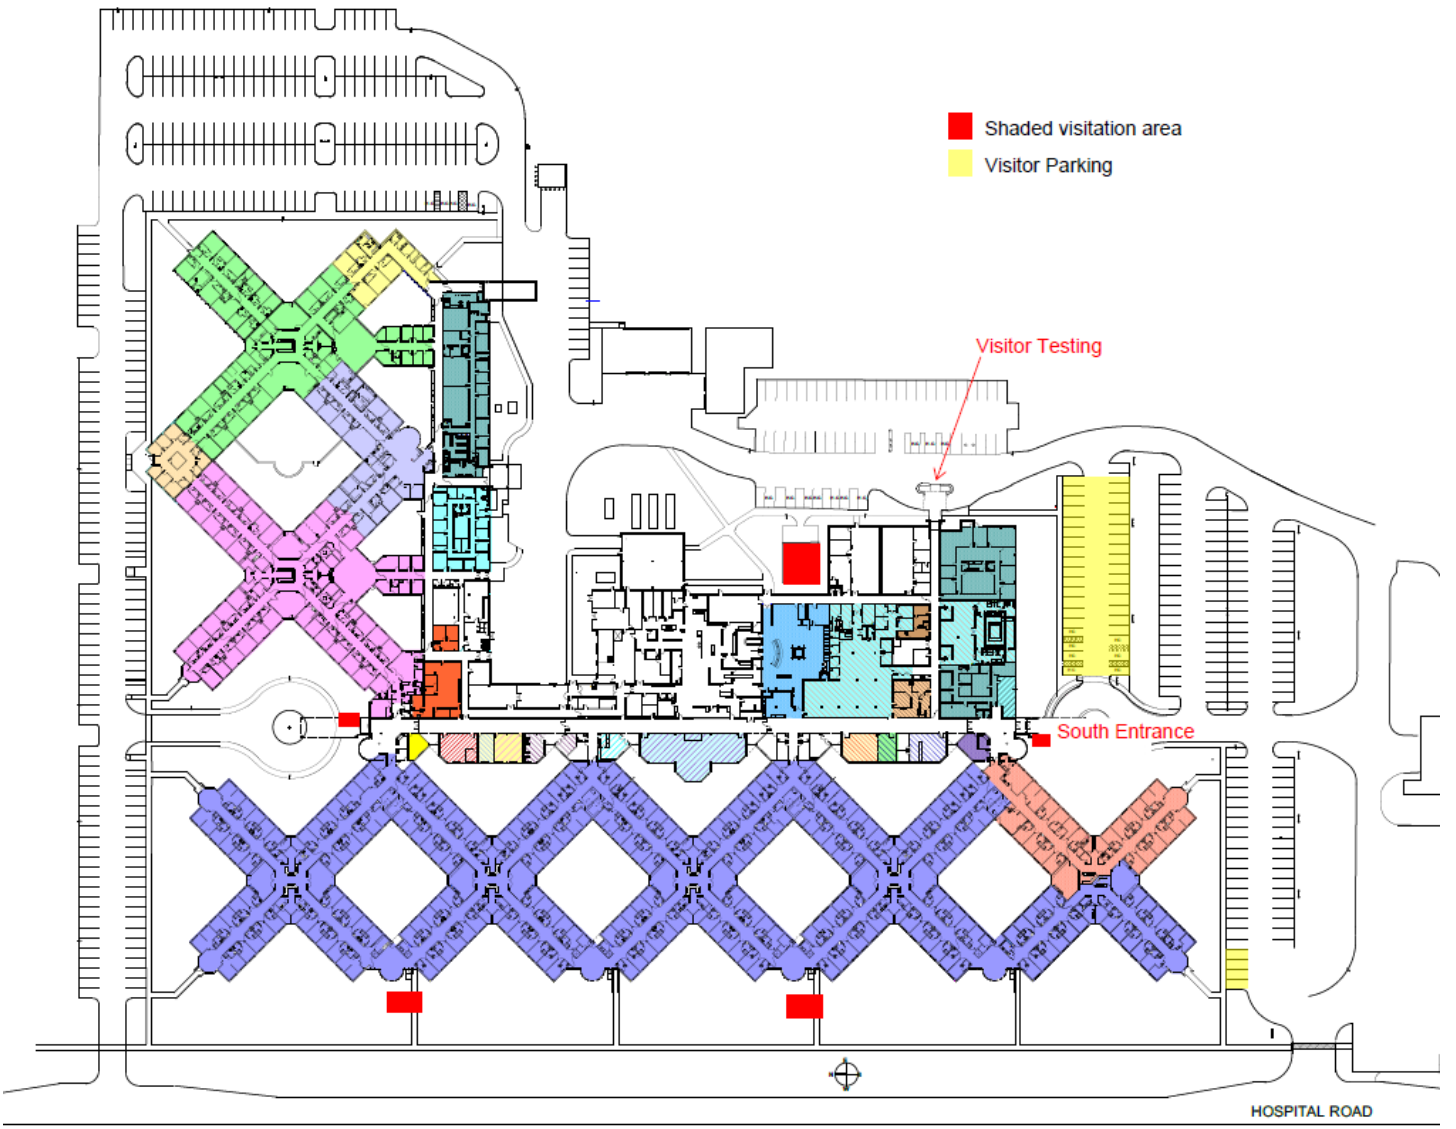 Shaded visitation area
Visitor Parking
Visitor Testing
South Entrance
HOSPITAL ROAD